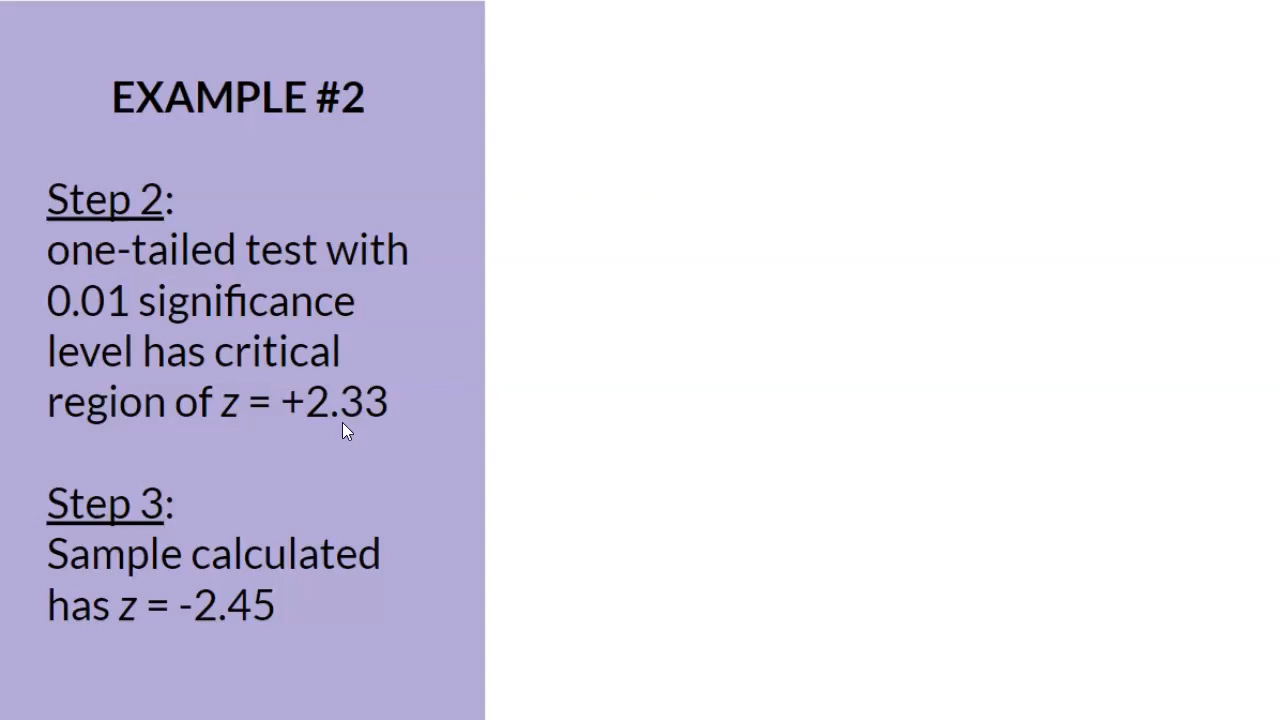 EXAMPLE #2
Step 2:
one-tailed test with
0.01 significance
level has critical
region of z = +2.33
Step 3:
Sample calculated
has z = -2.45